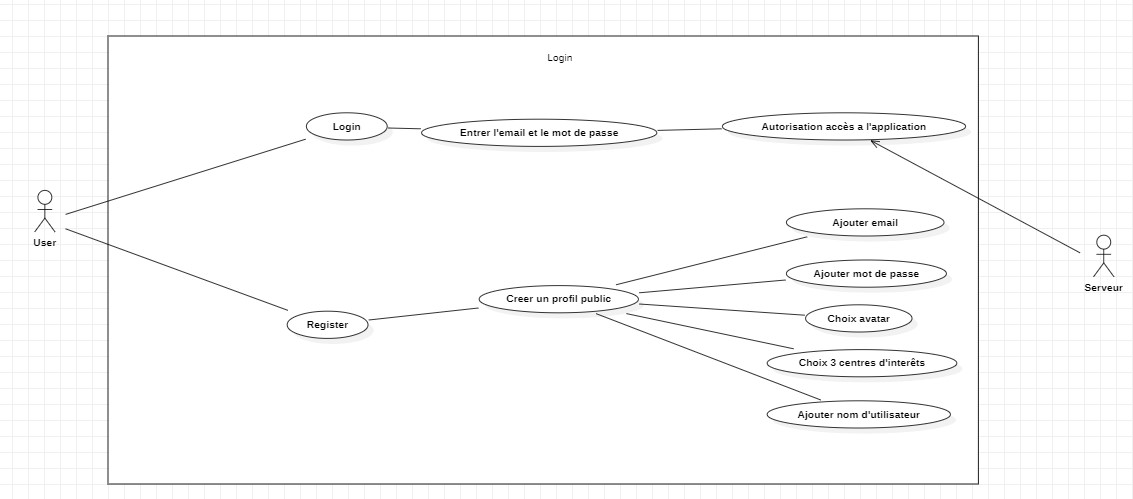 Login
Login
Entrer l'email et le mot de passe
Autorisation accès a l'application
User
Ajouter email
Serveur
Ajouter mot de passe
Creer un profil public
Choix avatar
Register
Choix 3 centres d'interêts
Ajouter nom d'utilisateur